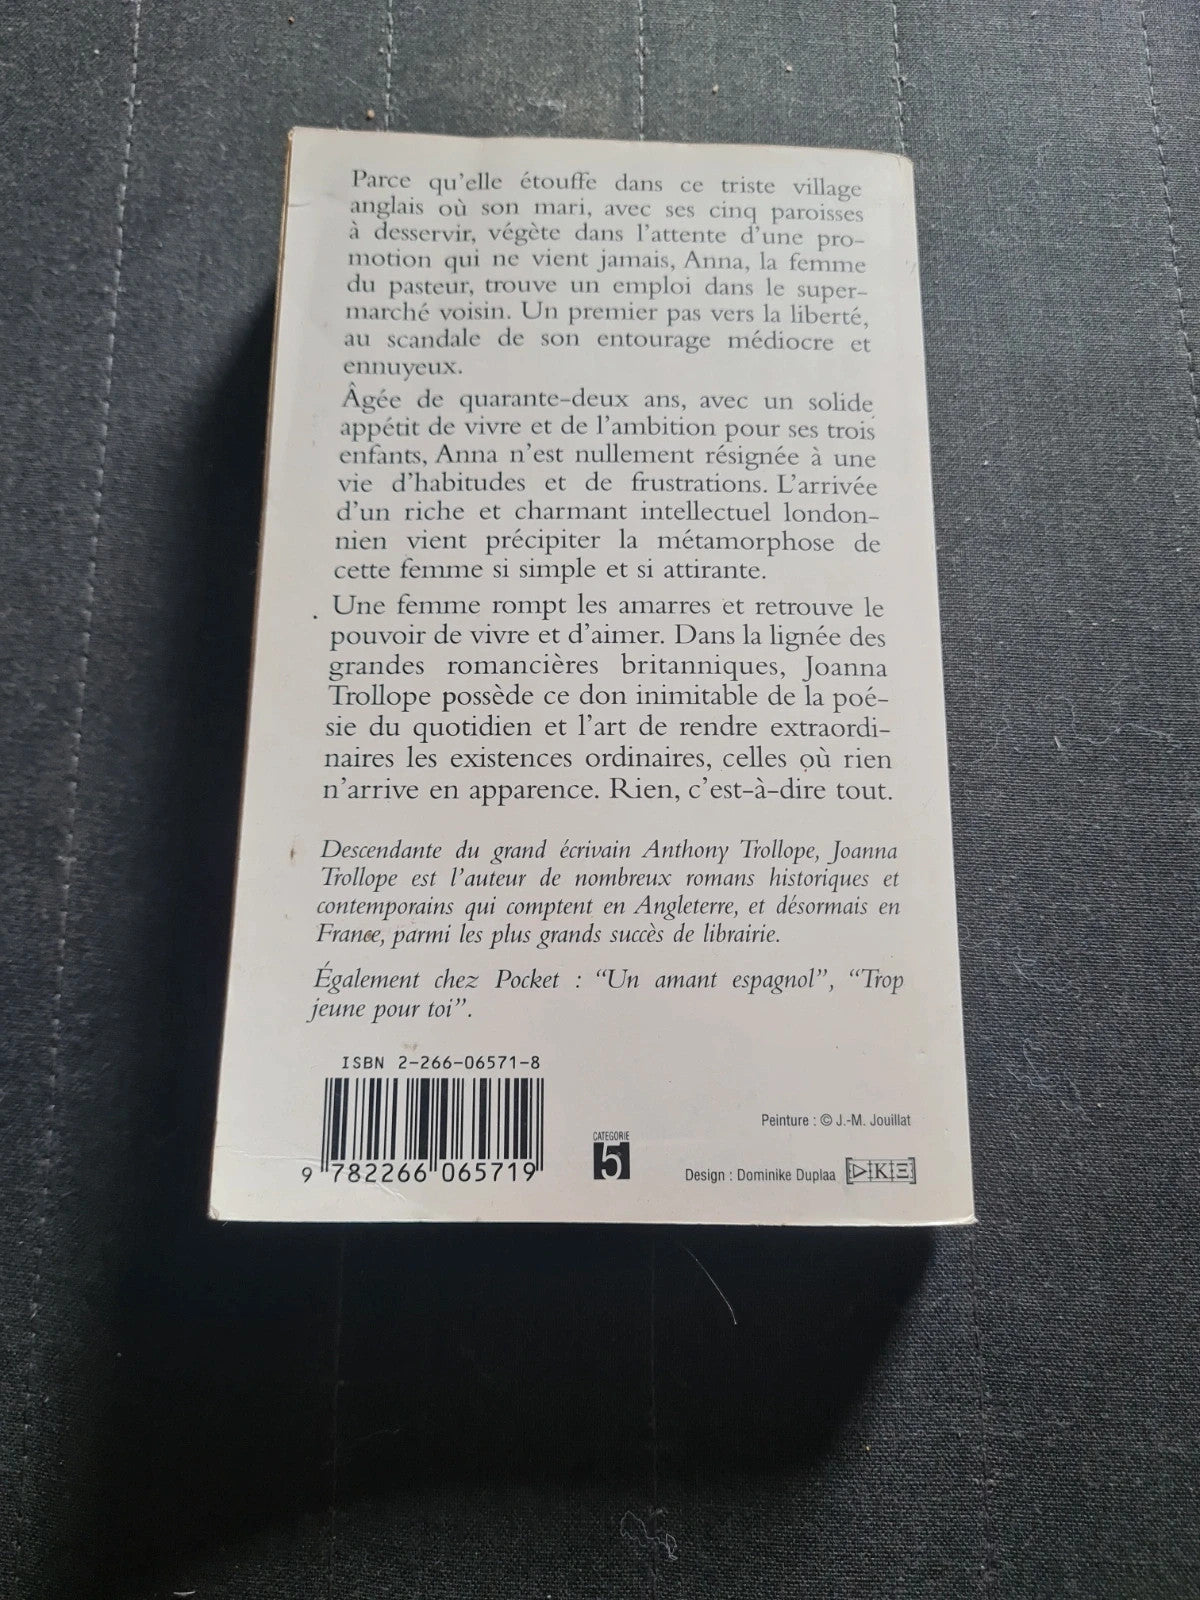 Parce qu'elle étouffe dans ce triste village
anglais où son mari, avec ses cinq paroisses
à desservir, végète dans l'attente d'une pro-
motion qui ne vient jamais, Anna, la femme
du pasteur, trouve un emploi dans le super-
marché voisin. Un premier pas vers la liberté,
au scandale de son entourage médiocre et
ennuyeux.
Âgée de quarante-deux ans, avec un solide
appétit de vivre et de l'ambition pour ses trois
enfants, Anna n'est nullement résignée à une
vie d'habitudes et de frustrations. L'arrivée
d'un riche et charmant intellectuel london-
nien vient précipiter la métamorphose de
cette femme si simple et si attirante.
Une femme rompt les amarres et retrouve le
pouvoir de vivre et d'aimer. Dans la lignée des
grandes romancières britanniques, Joanna
Trollope possède ce don inimitable de la poé-
sie du quotidien et l'art de rendre extraordi-
naires les existences ordinaires, celles où rien
n'arrive en apparence. Rien, c'est-à-dire tout.
Descendante du grand écrivain Anthony Trollope, Joanna
Trollope est l'auteur de nombreux romans historiques et
contemporains qui comptent en Angleterre, et désormais en
France, parmi les plus grands succès de librairie.
Également chez Pocket : "Un amant espagnol", "Trop
jeune pour toi".
ISBN 2-266-06571-8
9 782266 065719
CATEGORIE
5
Peinture : © J.-M. Jouillat
Design : Dominike Duplaa